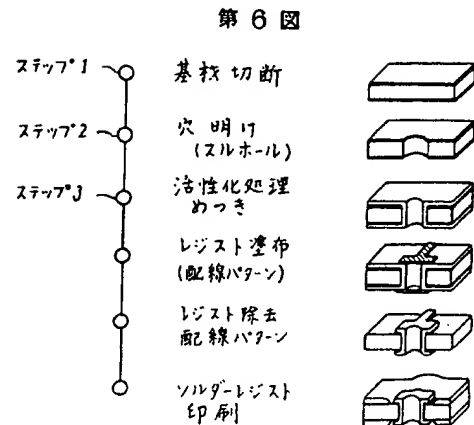 第6図
ステップ1 基板切断
ステップ2 穴明け
(スルホール)
ステップ3 活性化処理
めっき
レジスト塗布
(配線パターン)
レジスト除去
配線パターン
ソルダーレジスト
印刷